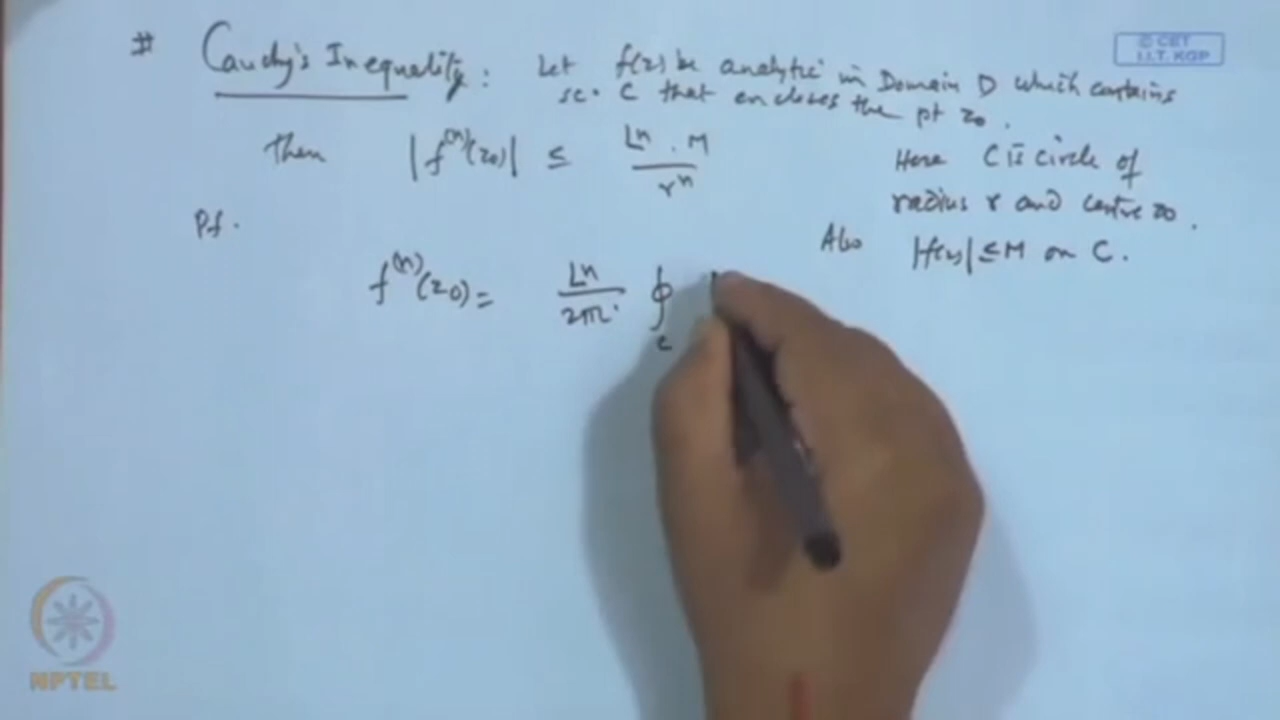 # Cauchy's Inequality : Let f(z) be analytic in Domain D which contains
s.c. C that encloses the pt z₀.
then |f⁽ⁿ⁾(z₀)| ≤ Ln . M / rⁿ
Here C is circle of
radius r and centre z₀.
Also |f(z)| ≤ M on C.
Pf.
f⁽ⁿ⁾(z₀) = Ln / 2πi ∮c
© CET
I.I.T. KGP
NPTEL